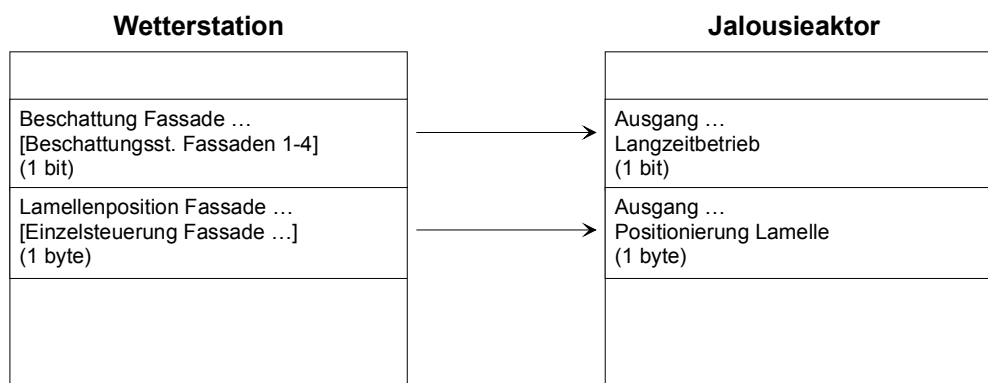 Wetterstation
Jalousieaktor
Beschattung Fassade …
[Beschattungsst. Fassaden 1-4]
(1 bit)
Ausgang …
Langzeitbetrieb
(1 bit)
Lamellenposition Fassade …
[Einzelsteuerung Fassade …]
(1 byte)
Ausgang …
Positionierung Lamelle
(1 byte)